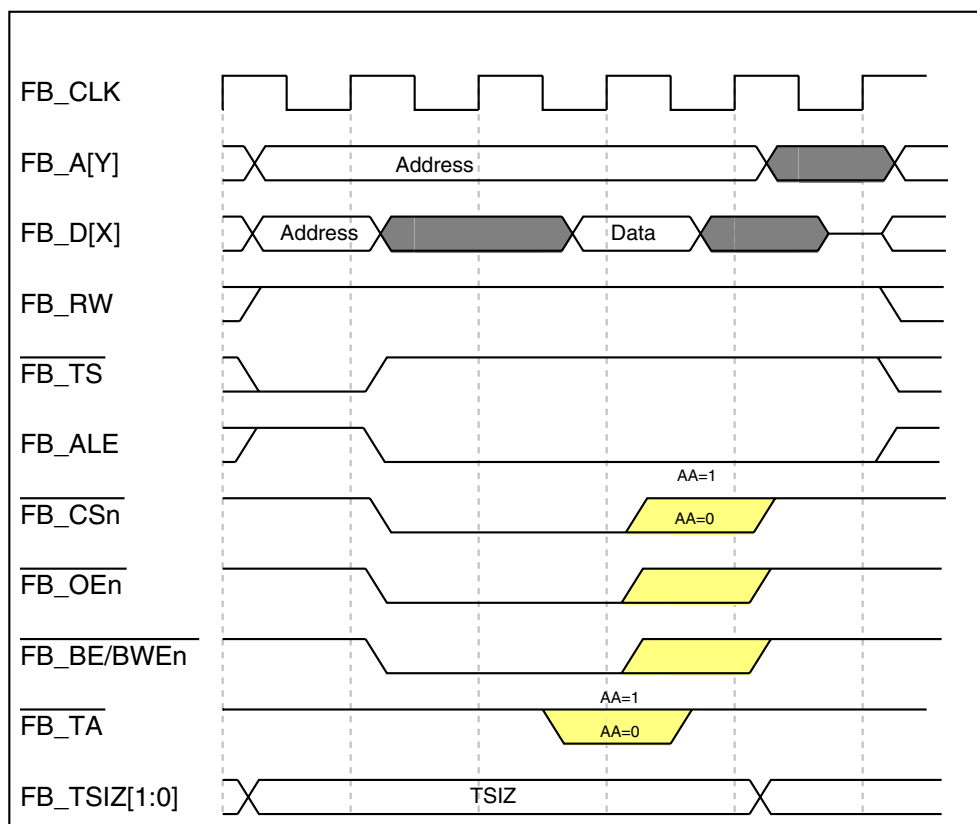 FB_CLK
FB_A[Y]
Address
FB_D[X]
Address
Data
FB_RW
FB_TS
FB_ALE
AA=1
FB_CSn
AA=0
FB_OEn
FB_BE/BWEn
AA=1
FB_TA
AA=0
FB_TSIZ[1:0]
TSIZ